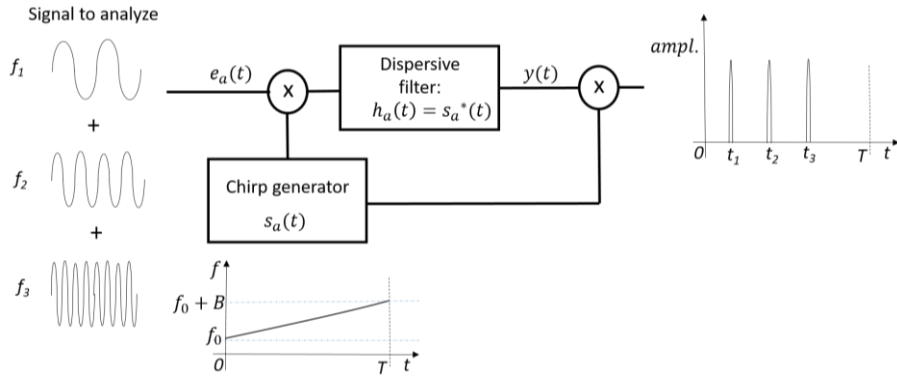 Signal to analyze
f₁
+
f₂
+
f₃
eₐ(t)
x
Dispersive
filter:
hₐ(t) = sₐ*(t)
y(t)
x
Chirp generator
sₐ(t)
f
f₀ + B
f₀
0
T
t
ampl.
0
t₁
t₂
t₃
T
t